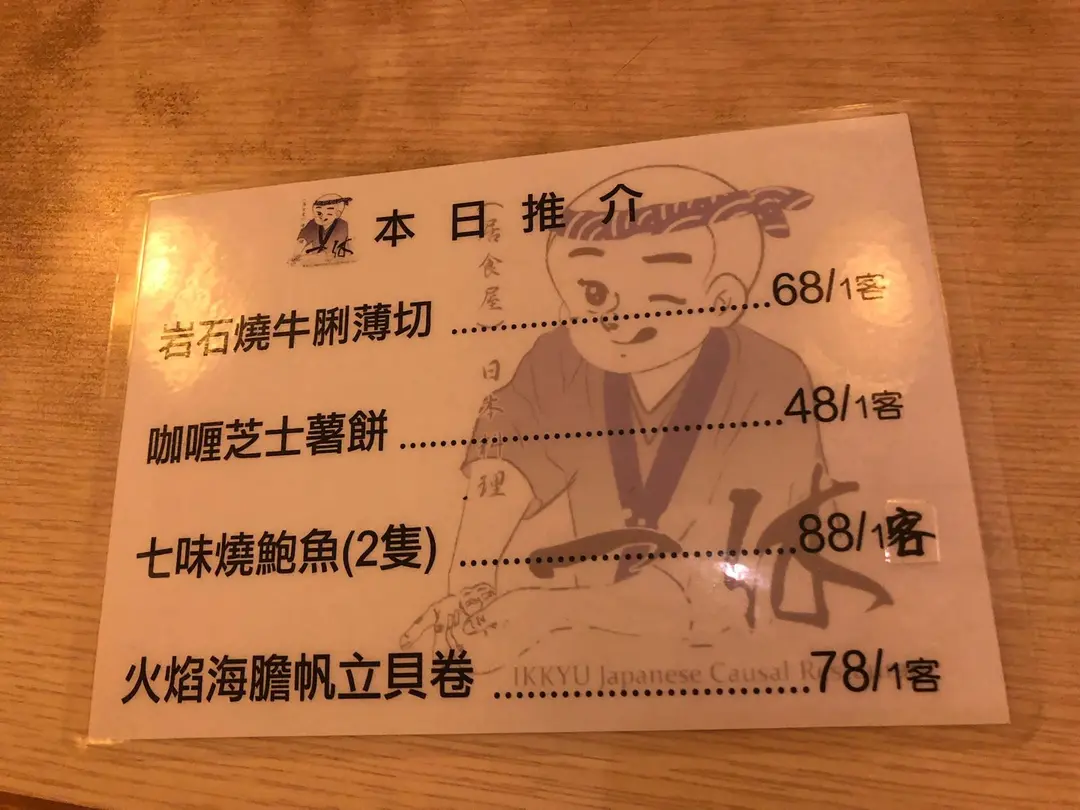 本日推介
岩石燒牛脷薄切 ..............................68/1客
咖喱芝士薯餅 ..............................48/1客
七味燒鮑魚(2隻) ..............................88/1客
火焰海膽帆立貝卷 ..............................78/1客
居食屋
日本料理
一休
IKKYU Japanese Causal